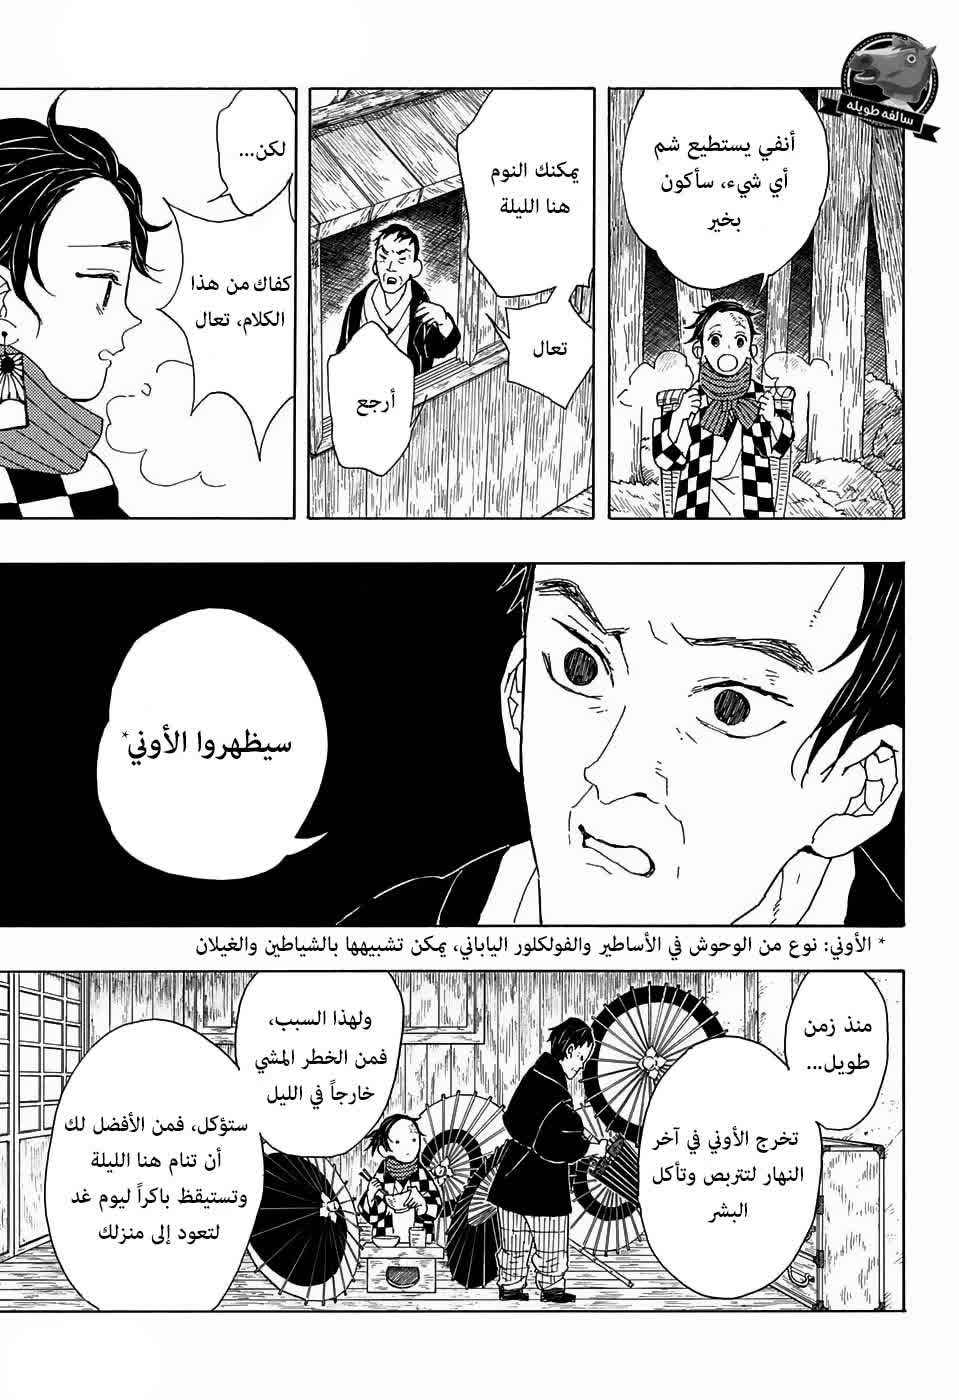 سالفه طويله
أنفي يستطيع شم
أي شيء، سأكون
بخير
يمكنك النوم
هنا الليلة
تعال
أرجع
لكن...
كفاك من هذا
الكلام، تعال
سيظهروا الأوني*
* الأوني: نوع من الوحوش في الأساطير والفولكلور الياباني، يمكن تشبيهها بالشياطين والغيلان
منذ زمن
طويل...
تخرج الأوني في آخر
النهار لتتربص وتأكل
البشر
ولهذا السبب،
فمن الخطر المشي
خارجاً في الليل
ستؤكل، فمن الأفضل لك
أن تنام هنا الليلة
وتستيقظ باكراً ليوم غد
لتعود إلى منزلك